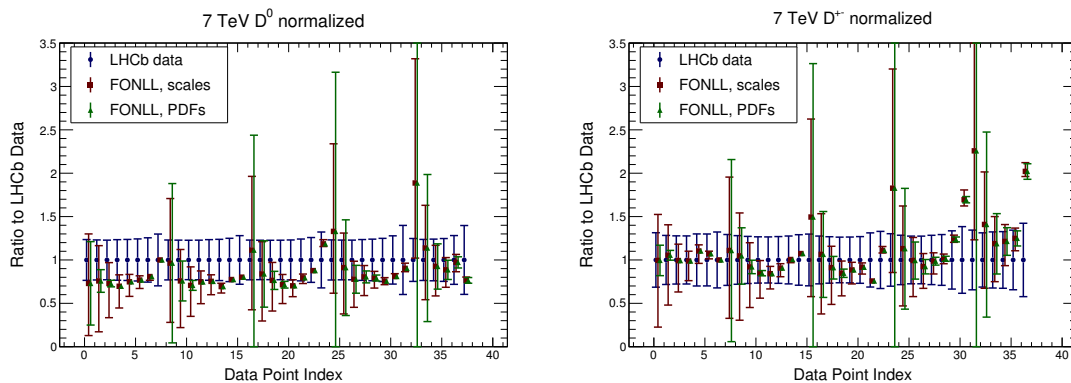 7 TeV D⁰ normalized
Ratio to LHCb Data
3.5
3
2.5
2
1.5
1
0.5
0
LHCb data
FONLL, scales
FONLL, PDFs
0 5 10 15 20 25 30 35 40
Data Point Index
7 TeV D⁺⁻ normalized
Ratio to LHCb Data
3.5
3
2.5
2
1.5
1
0.5
0
LHCb data
FONLL, scales
FONLL, PDFs
0 5 10 15 20 25 30 35 40
Data Point Index